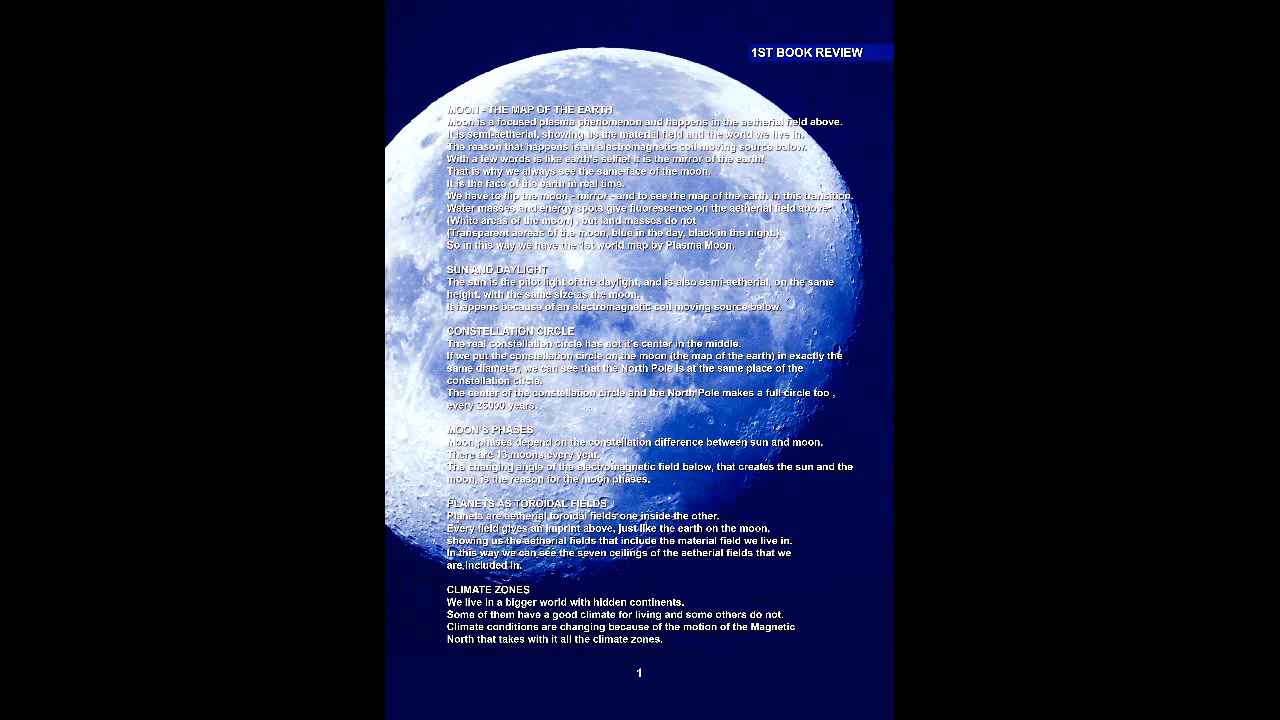 1ST BOOK REVIEW
MOON - THE MAP OF THE EARTH
Moon is a focused plasma phenomenon and happens in the aetherial field above.
It is semi-aetherial, showing us the material field and the world we live in.
The reason that happens is an electromagnetic coil moving source below.
With a few words is like earth's selfie! It is the mirror of the earth!
That is why we always see the same face of the moon.
It is the face of the earth in real time.
We have to flip the moon - mirror - and to see the map of the earth in this transition.
Water masses and energy spots give fluorescence on the aetherial field above
(White areas of the moon) , but land masses do not
(Transparent aereas of the moon, blue in the day, black in the night.)
So in this way we have the 1st world map by Plasma Moon.
SUN AND DAYLIGHT
The sun is the pilot light of the daylight, and is also semi-aetherial, on the same
height, with the same size as the moon.
It happens because of an electromagnetic coil moving source below.
CONSTELLATION CIRCLE
The real constellation circle has not it's center in the middle.
If we put the constellation circle on the moon (the map of the earth) in exactly the
same diameter, we can see that the North Pole is at the same place of the
constellation circle.
The center of the constellation circle and the North Pole makes a full circle too ,
every 26000 years.
MOON'S PHASES
Moon phases depend on the constellation difference between sun and moon.
There are 13 moons every year.
The changing angle of the electromagnetic field below, that creates the sun and the
moon, is the reason for the moon phases.
PLANETS AS TOROIDAL FIELDS
Planets are aetherial toroidal fields one inside the other.
Every field gives an imprint above, just like the earth on the moon,
showing us the aetherial fields that include the material field we live in.
In this way we can see the seven ceilings of the aetherial fields that we
are included in.
CLIMATE ZONES
We live in a bigger world with hidden continents.
Some of them have a good climate for living and some others do not.
Climate conditions are changing because of the motion of the Magnetic
North that takes with it all the climate zones.
1